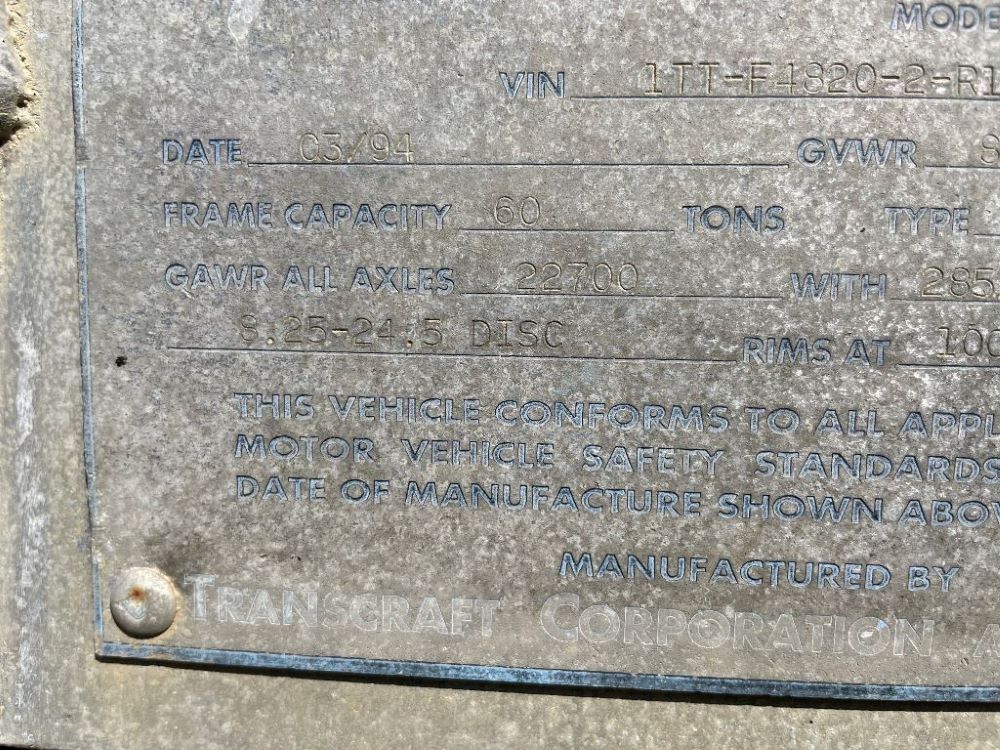 MODE
VIN 1TT-F4820-2-R1
DATE 03/94 GVWR 8
FRAME CAPACITY 60 TONS TYPE
GAWR ALL AXLES 22700 WITH 285
8.25-24.5 DISC RIMS AT 100
THIS VEHICLE CONFORMS TO ALL APPL
MOTOR VEHICLE SAFETY STANDARDS
DATE OF MANUFACTURE SHOWN ABOV
MANUFACTURED BY
TRANSCRAFT CORPORATION A